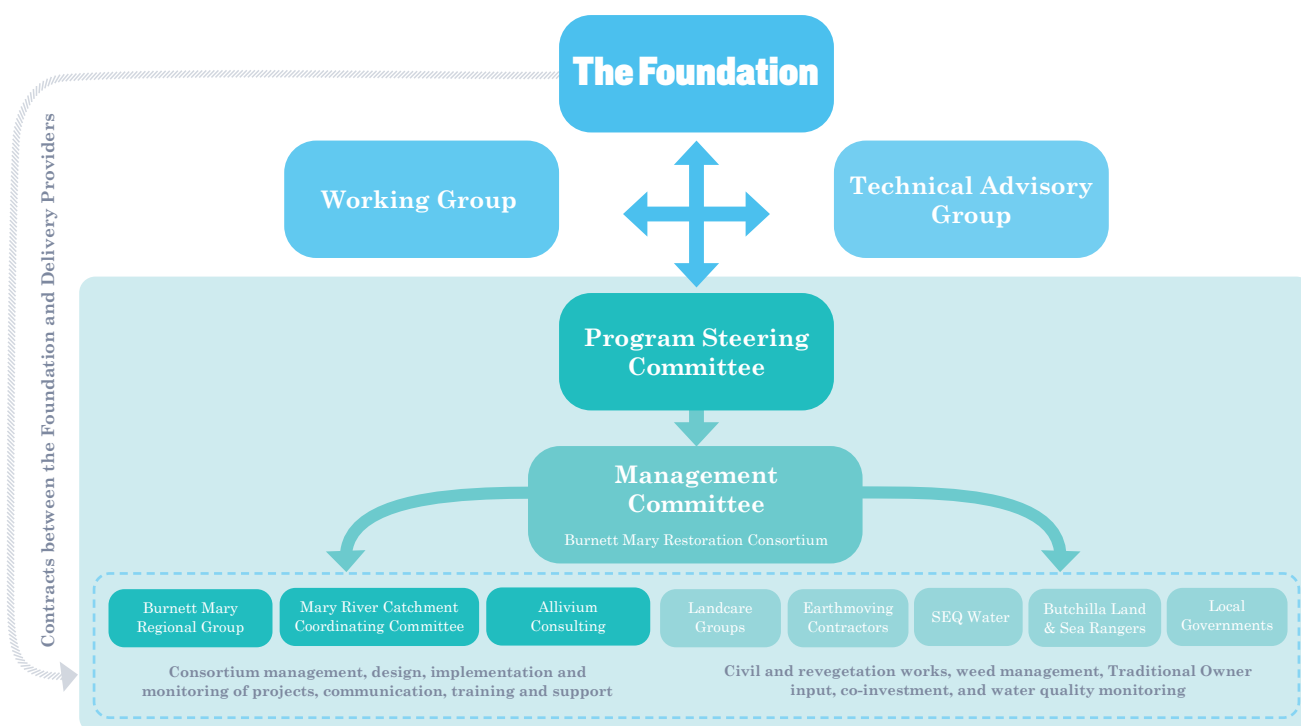 The Foundation
Working Group
Technical Advisory
Group
Contracts between the Foundation and Delivery Providers
Program Steering
Committee
Management
Committee
Burnett Mary Restoration Consortium
Burnett Mary
Regional Group
Mary River Catchment
Coordinating Committee
Allivium
Consulting
Landcare
Groups
Earthmoving
Contractors
SEQ Water
Butchilla Land
& Sea Rangers
Local
Governments
Consortium management, design, implementation and
monitoring of projects, communication, training and support
Civil and revegetation works, weed management, Traditional Owner
input, co-investment, and water quality monitoring